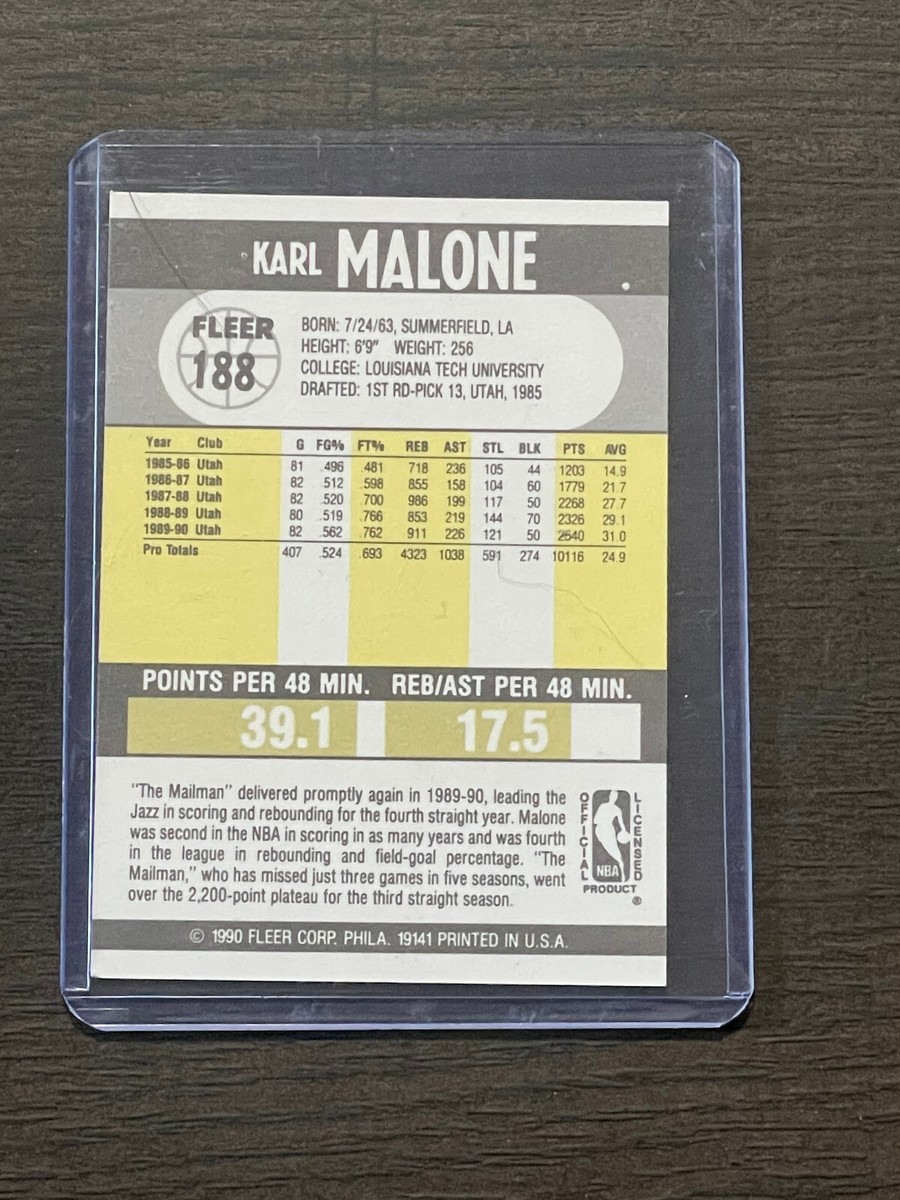 KARL MALONE
FLEER
188
BORN: 7/24/63, SUMMERFIELD, LA
HEIGHT: 6'9" WEIGHT: 256
COLLEGE: LOUISIANA TECH UNIVERSITY
DRAFTED: 1ST RD-PICK 13, UTAH, 1985
Year Club G FG% FT% REB AST STL BLK PTS AVG
1985-86 Utah 81 .496 .481 718 236 105 44 1203 14.9
1986-87 Utah 82 .512 .598 855 158 104 60 1779 21.7
1987-88 Utah 82 .520 .700 986 199 117 50 2268 27.7
1988-89 Utah 80 .519 .766 853 219 144 70 2326 29.1
1989-90 Utah 82 .562 .762 911 226 121 50 2540 31.0
Pro Totals 407 .524 .693 4323 1038 591 274 10116 24.9
POINTS PER 48 MIN. REB/AST PER 48 MIN.
39.1 17.5
"The Mailman" delivered promptly again in 1989-90, leading the
Jazz in scoring and rebounding for the fourth straight year. Malone
was second in the NBA in scoring in as many years and was fourth
in the league in rebounding and field-goal percentage. "The
Mailman," who has missed just three games in five seasons, went
over the 2,200-point plateau for the third straight season.
OFFICIAL LICENSED
NBA
PRODUCT
®
© 1990 FLEER CORP. PHILA. 19141 PRINTED IN U.S.A.